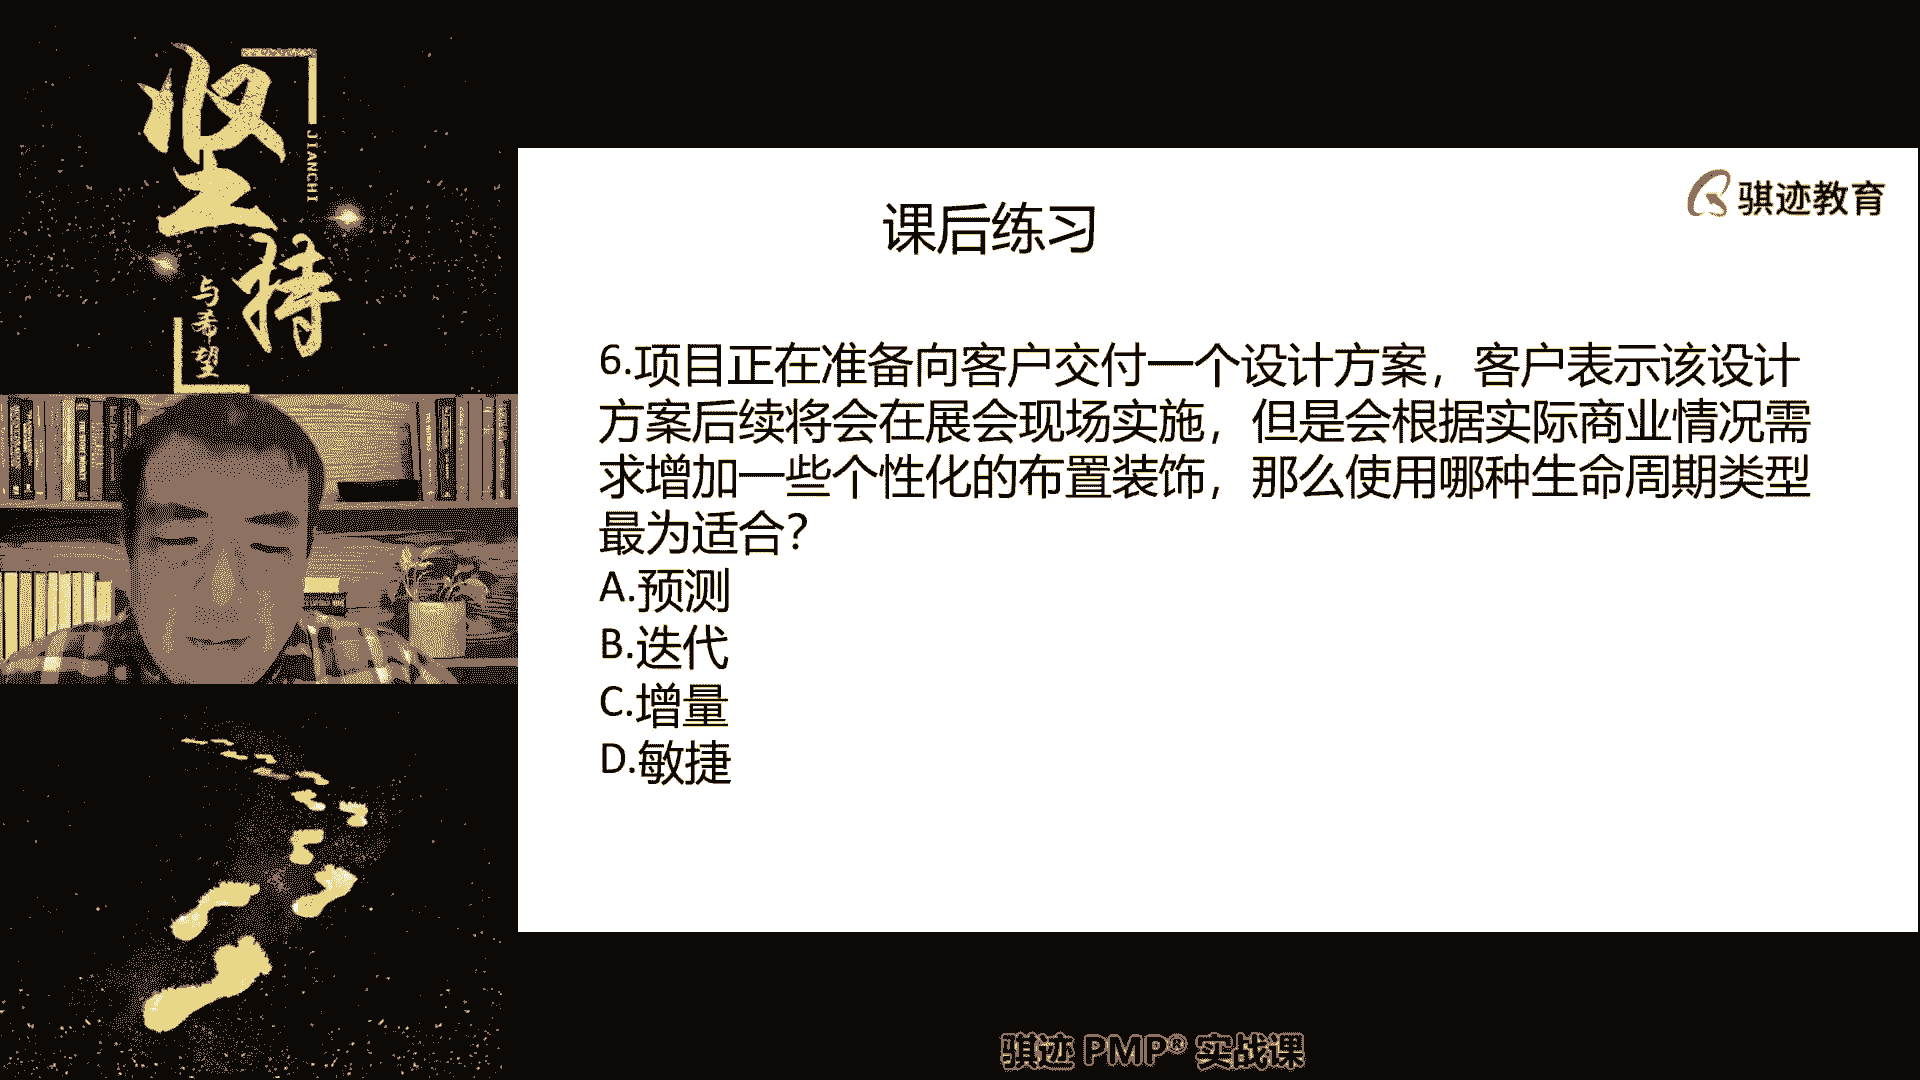 坚持
JIANCHI
与希望
骐迹教育
课后练习
6.项目正在准备向客户交付一个设计方案，客户表示该设计
方案后续将会在展会现场实施，但是会根据实际商业情况需
求增加一些个性化的布置装饰，那么使用哪种生命周期类型
最为适合？
A.预测
B.迭代
C.增量
D.敏捷
骐迹 PMP® 实战课